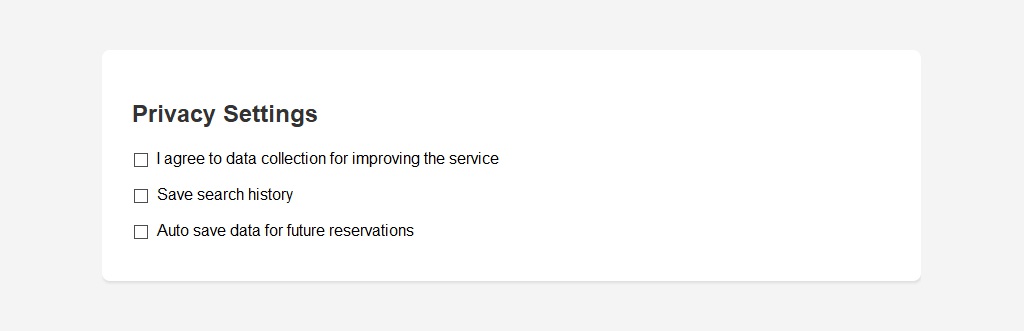 Privacy Settings
I agree to data collection for improving the service
Save search history
Auto save data for future reservations